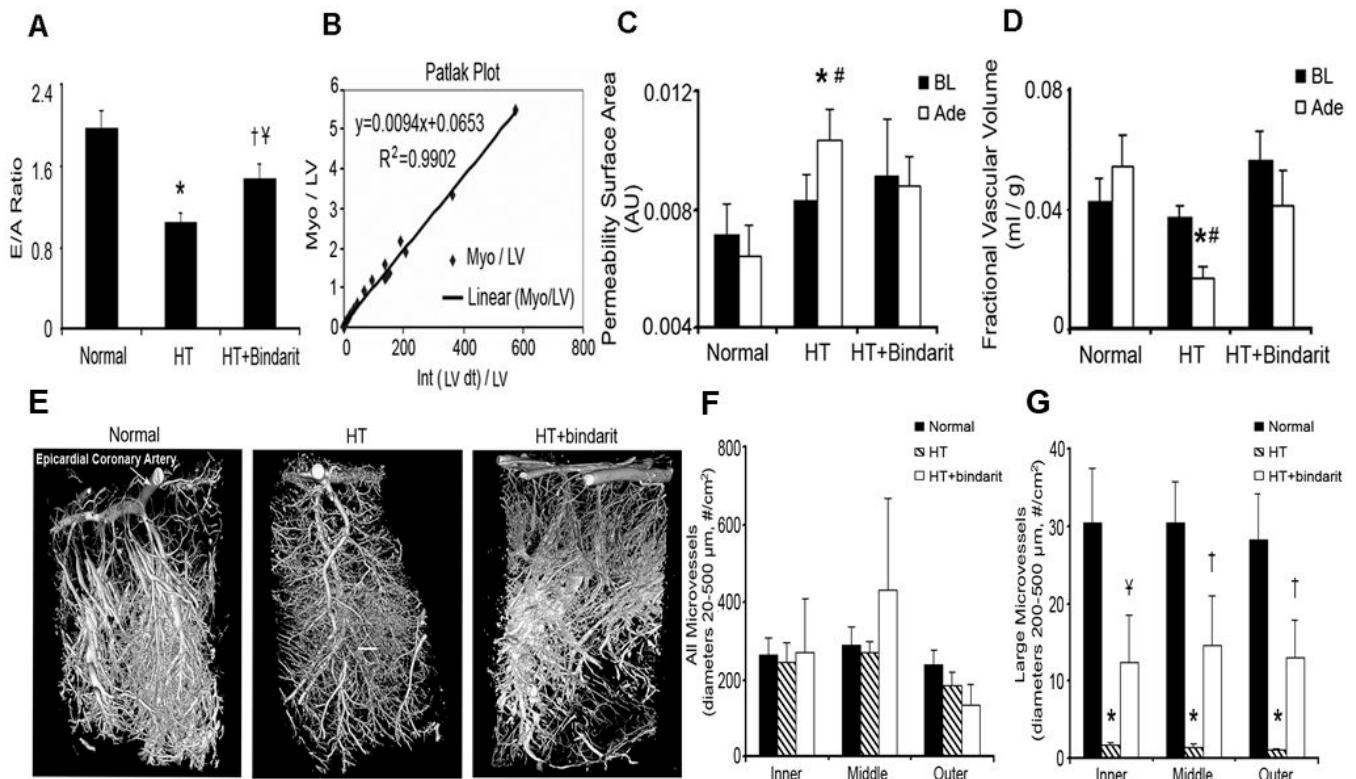 A
E/A Ratio
2.4
1.6
0.8
0
*
†¥
Normal
HT
HT+Bindarit
B
Patlak Plot
Myo / LV
6
5
4
3
2
1
0
y=0.0094x+0.0653
R²=0.9902
Myo / LV
Linear (Myo/LV)
0
200
400
600
800
Int (LV dt) / LV
C
Permeability Surface Area
(AU)
0.012
0.008
0.004
*#
BL
Ade
Normal
HT
HT+Bindarit
D
Fractional Vascular Volume
(ml / g)
0.08
0.04
0
*#
BL
Ade
Normal
HT
HT+Bindarit
E
Normal
HT
HT+bindarit
Epicardial Coronary Artery
F
All Microvessels
(diameters 20-500 µm, #/cm²)
800
600
400
200
0
Normal
HT
HT+bindarit
Inner
Middle
Outer
G
Large Microvessels
(diameters 200-500 µm, #/cm²)
40
30
20
10
0
Normal
HT
HT+bindarit
¥
†
†
*
*
*
Inner
Middle
Outer